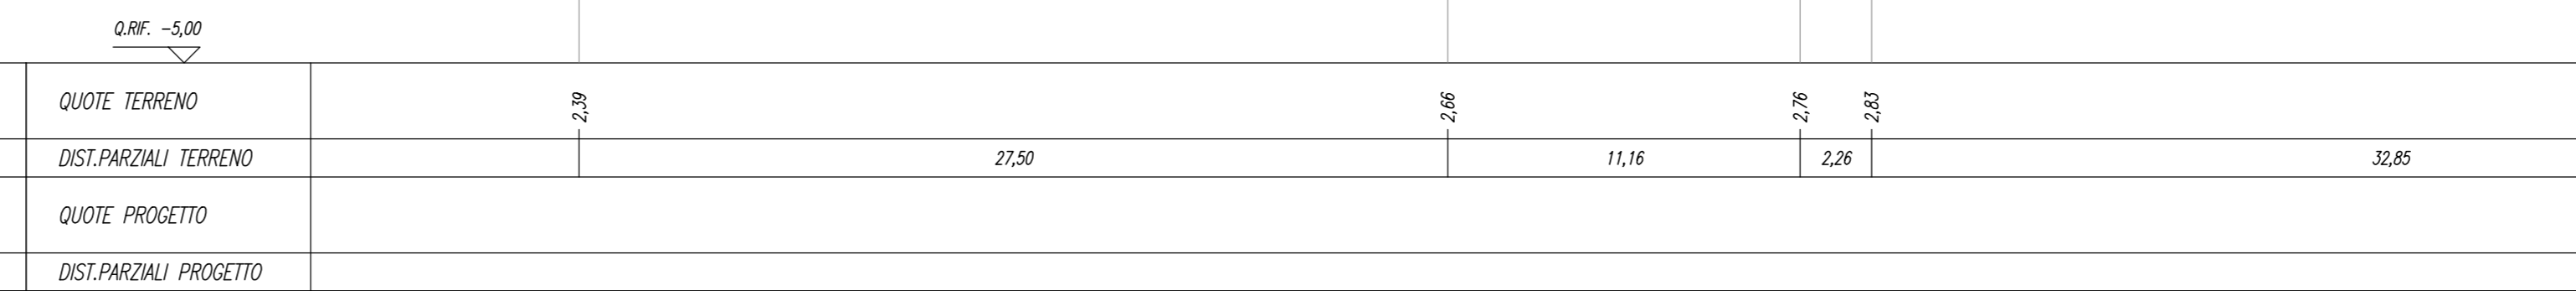 Q.RIF. -5,00
QUOTE TERRENO 2,39 2,66 2,76 2,83
DIST.PARZIALI TERRENO 27,50 11,16 2,26 32,85
QUOTE PROGETTO
DIST.PARZIALI PROGETTO